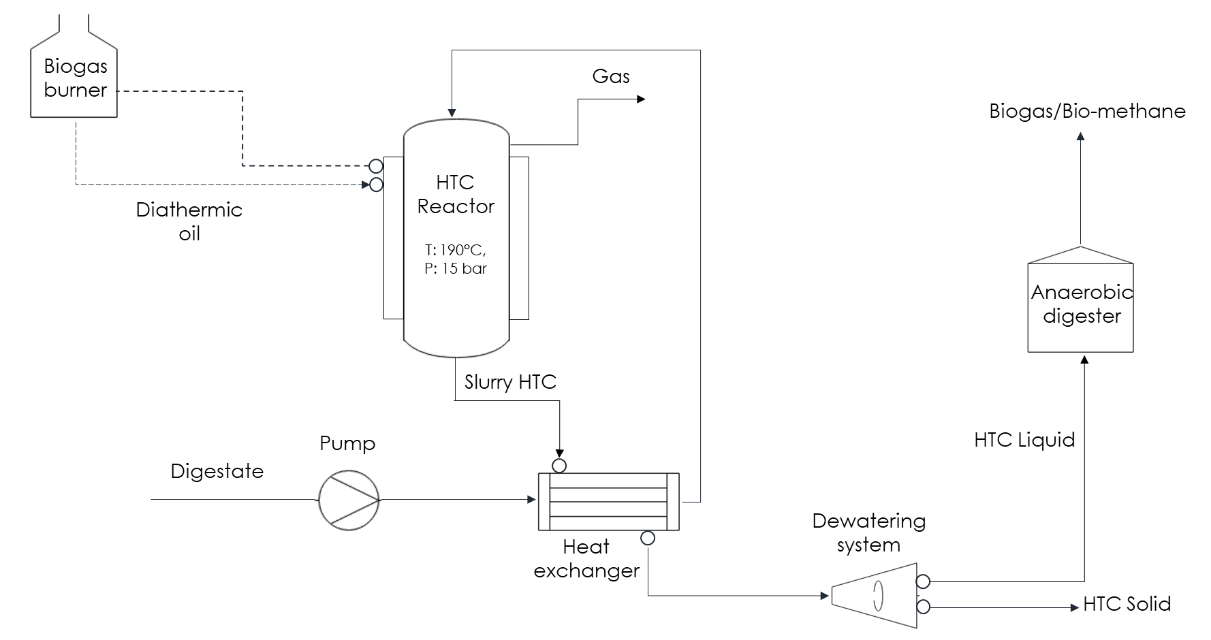 Biogas
burner
Gas
Biogas/Bio-methane
HTC
Reactor
Diathermic
oil
T: 190°C,
P: 15 bar
Anaerobic
digester
Slurry HTC
HTC Liquid
Pump
Digestate
Dewatering
system
Heat
exchanger
HTC Solid